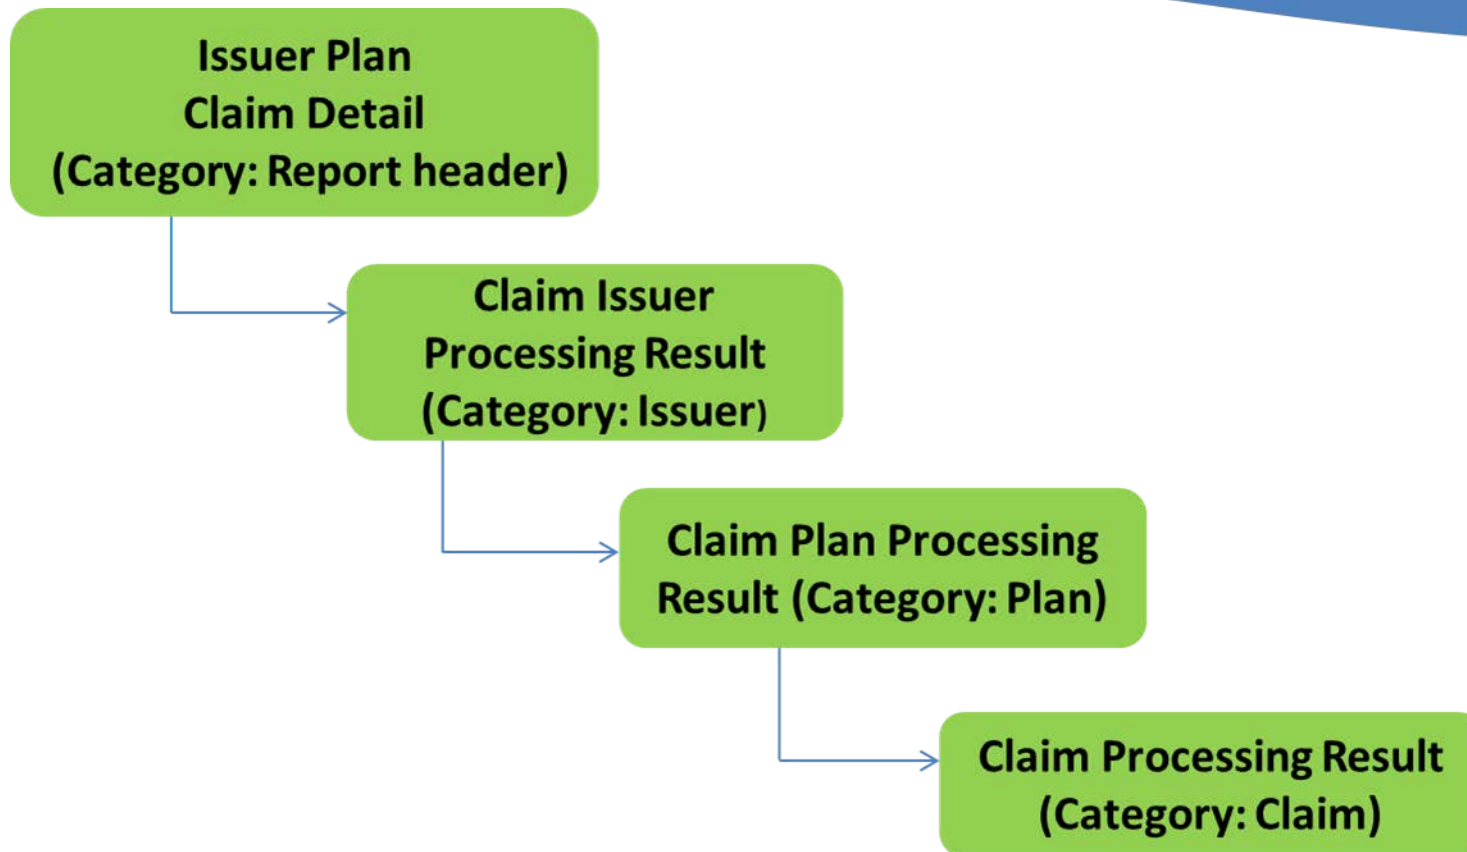 Issuer Plan
Claim Detail
(Category: Report header)
Claim Issuer
Processing Result
(Category: Issuer)
Claim Plan Processing
Result (Category: Plan)
Claim Processing Result
(Category: Claim)